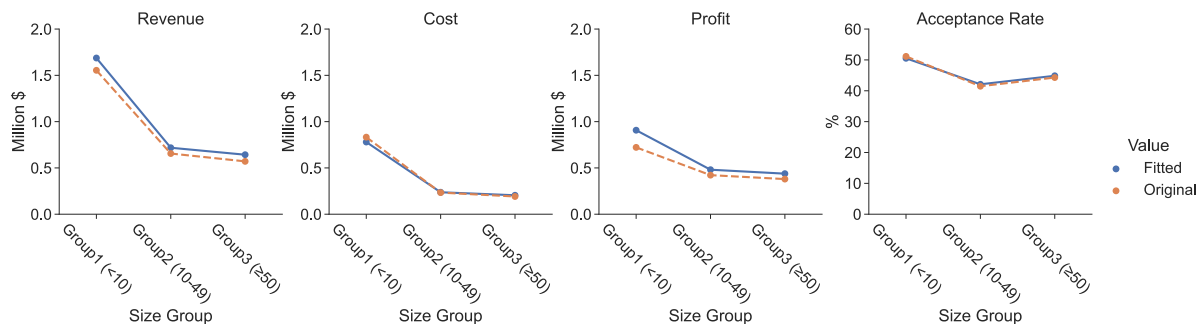 Revenue
2.0
1.5
1.0
0.5
0.0
Million $
Group1 (<10)
Group2 (10-49)
Group3 (≥50)
Size Group
Cost
2.0
1.5
1.0
0.5
0.0
Million $
Group1 (<10)
Group2 (10-49)
Group3 (≥50)
Size Group
Profit
2.0
1.5
1.0
0.5
0.0
Million $
Group1 (<10)
Group2 (10-49)
Group3 (≥50)
Size Group
Acceptance Rate
60
50
40
30
20
10
0
%
Group1 (<10)
Group2 (10-49)
Group3 (≥50)
Size Group
Value
Fitted
Original